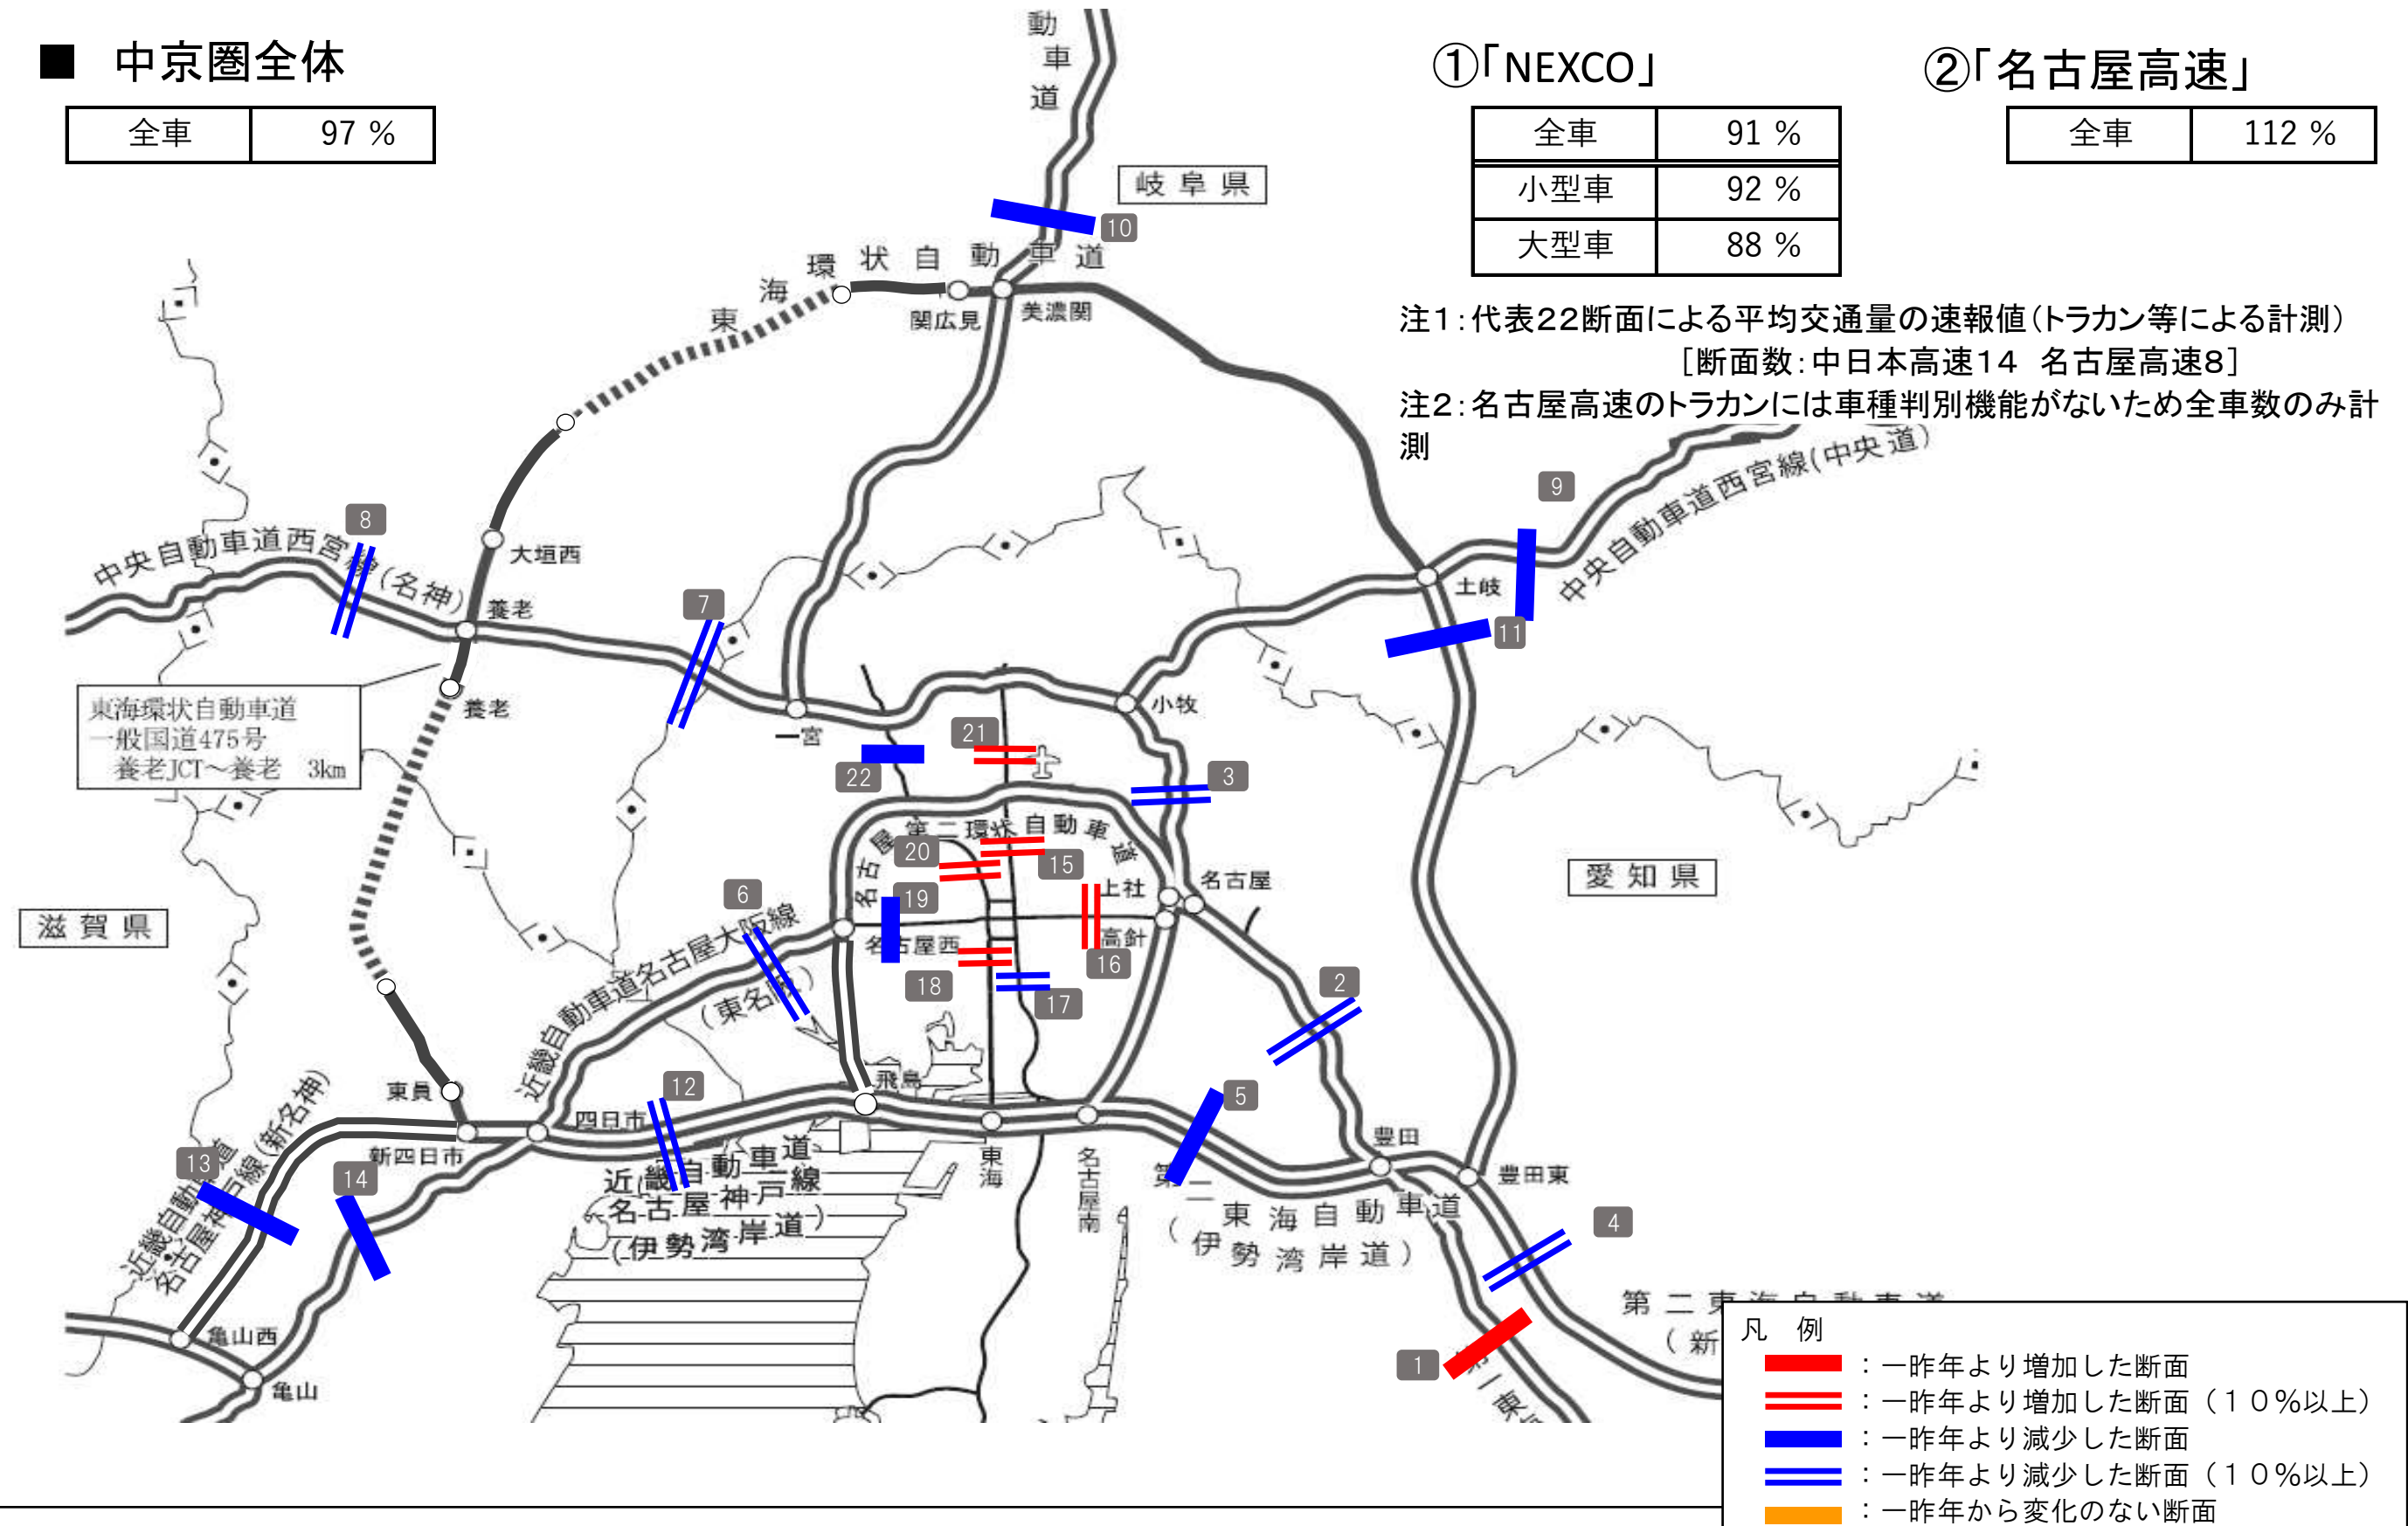 ■ 中京圏全体
全車 97 %
①「NEXCO」
全車 91 %
小型車 92 %
大型車 88 %
②「名古屋高速」
全車 112 %
注1:代表22断面による平均交通量の速報値(トラカン等による計測)
[断面数:中日本高速14 名古屋高速8]
注2:名古屋高速のトラカンには車種判別機能がないため全車数のみ計
測
動車道
岐阜県
10
東海環状自動車道
関広見
美濃関
9
中央自動車道西宮線(中央道)
8
中央自動車道西宮線(名神)
大垣西
養老
7
土岐
11
東海環状自動車道
一般国道475号
養老JCT～養老 3km
養老
一宮
小牧
21
22
3
名古屋第二環状自動車道
20
15
上社
名古屋
愛知県
19
6
滋賀県
名古屋西
高針
16
近畿自動車道名古屋大阪線
(東名阪)
18
17
2
東員
飛島
12
四日市
5
新四日市
13
14
近畿自動車道
名古屋神戸線(新名神)
近畿自動車道
名古屋神戸線
(伊勢湾岸道)
東海
名古屋南
豊田
豊田東
第二東海自動車道
(伊勢湾岸道)
4
亀山西
亀山
1
第二東海自動車道
(新
凡 例
:一昨年より増加した断面
:一昨年より増加した断面(10%以上)
:一昨年より減少した断面
:一昨年より減少した断面(10%以上)
:一昨年から変化のない断面